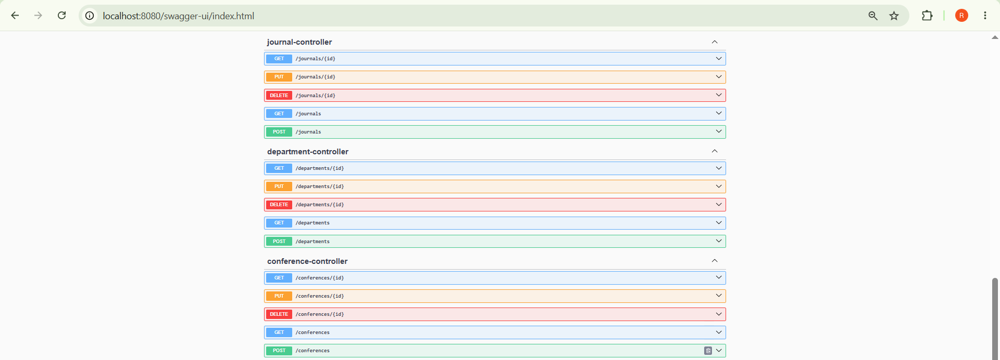 localhost:8080/swagger-ui/index.html
R
journal-controller
GET /journals/{id}
PUT /journals/{id}
DELETE /journals/{id}
GET /journals
POST /journals
department-controller
GET /departments/{id}
PUT /departments/{id}
DELETE /departments/{id}
GET /departments
POST /departments
conference-controller
GET /conferences/{id}
PUT /conferences/{id}
DELETE /conferences/{id}
GET /conferences
POST /conferences